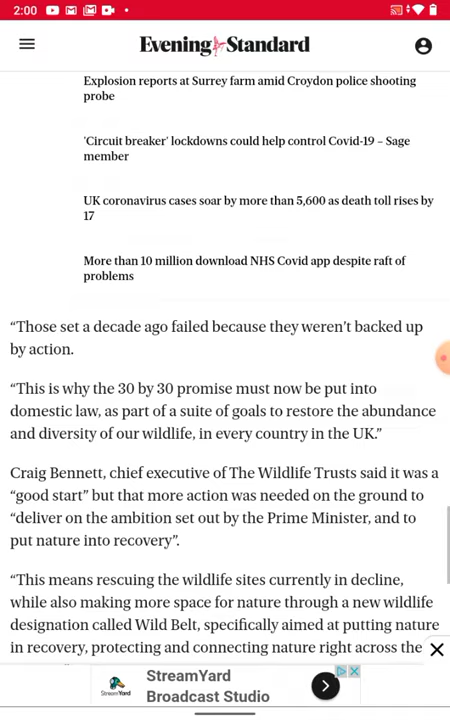 2:00
Evening Standard
Explosion reports at Surrey farm amid Croydon police shooting
probe
'Circuit breaker' lockdowns could help control Covid-19 – Sage
member
UK coronavirus cases soar by more than 5,600 as death toll rises by
17
More than 10 million download NHS Covid app despite raft of
problems
“Those set a decade ago failed because they weren’t backed up
by action.
“This is why the 30 by 30 promise must now be put into
domestic law, as part of a suite of goals to restore the abundance
and diversity of our wildlife, in every country in the UK.”
Craig Bennett, chief executive of The Wildlife Trusts said it was a
“good start” but that more action was needed on the ground to
“deliver on the ambition set out by the Prime Minister, and to
put nature into recovery”.
“This means rescuing the wildlife sites currently in decline,
while also making more space for nature through a new wildlife
designation called Wild Belt, specifically aimed at putting nature
in recovery, protecting and connecting nature right across the
StreamYard
StreamYard
Broadcast Studio